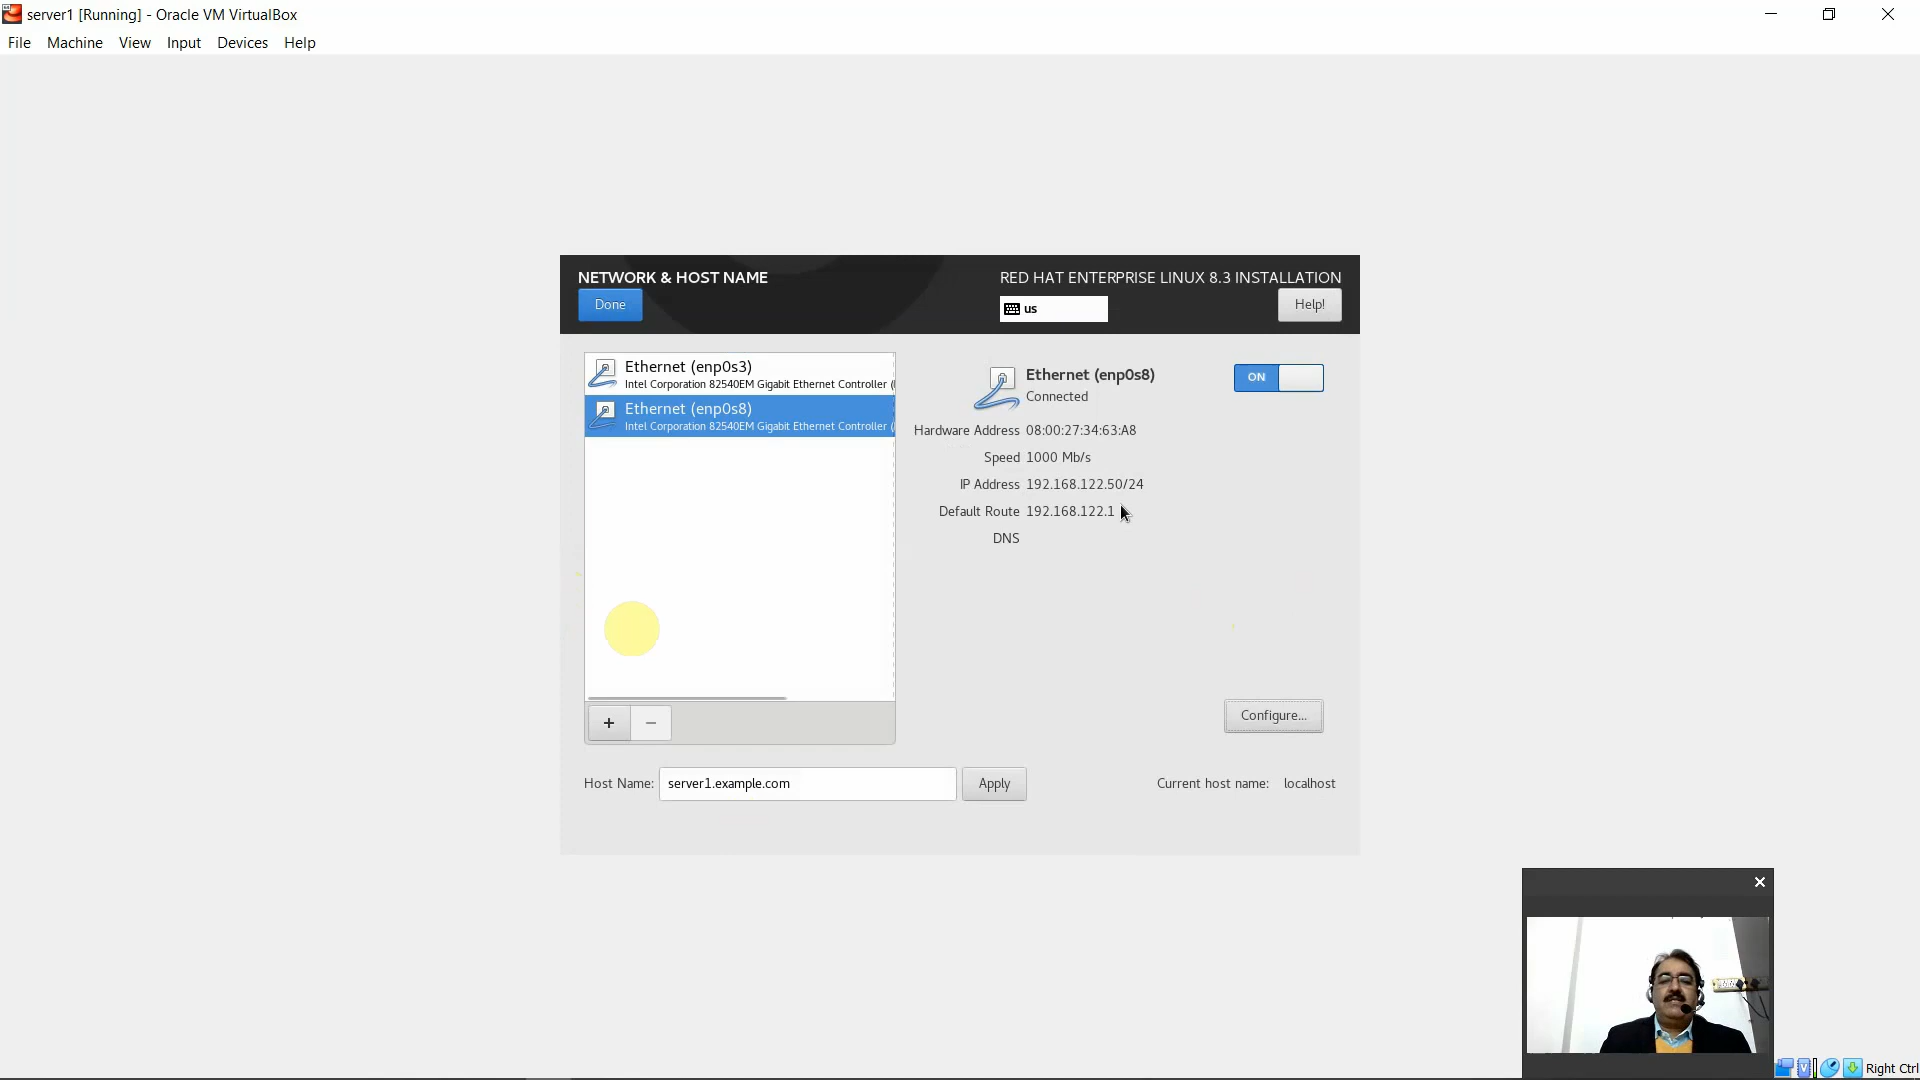 server1 [Running] - Oracle VM VirtualBox
File Machine View Input Devices Help
NETWORK & HOST NAME
RED HAT ENTERPRISE LINUX 8.3 INSTALLATION
Done
us
Help!
Ethernet (enp0s3)
Intel Corporation 82540EM Gigabit Ethernet Controller (
Ethernet (enp0s8)
Intel Corporation 82540EM Gigabit Ethernet Controller (
Ethernet (enp0s8)
Connected
ON
Hardware Address 08:00:27:34:63:A8
Speed 1000 Mb/s
IP Address 192.168.122.50/24
Default Route 192.168.122.1
DNS
+ −
Configure...
Host Name: server1.example.com Apply
Current host name: localhost
Right Ctrl